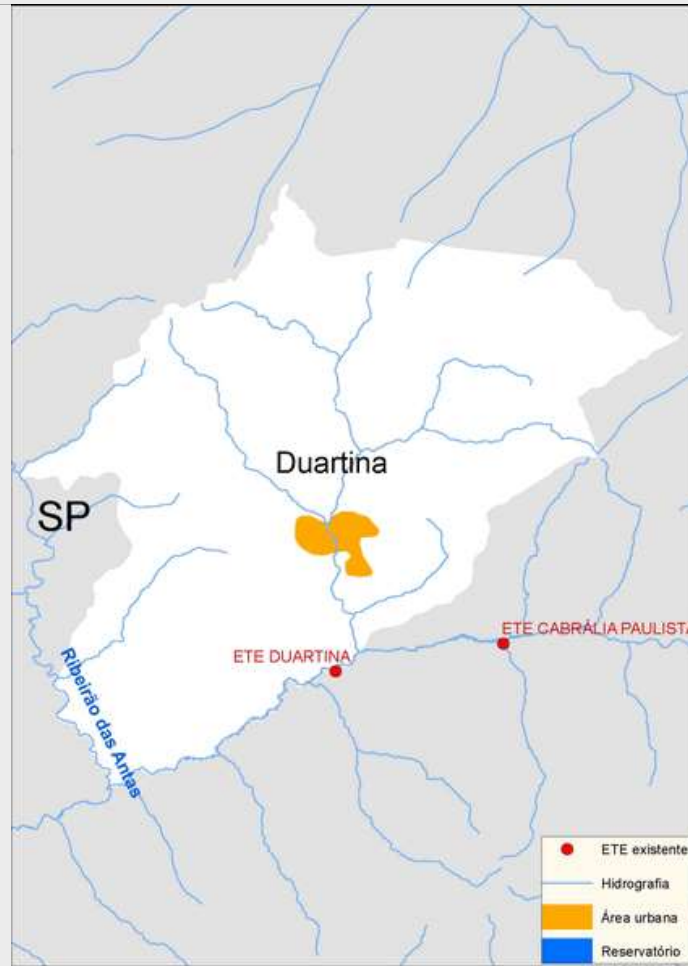 Duartina
SP
ETE CABRÁLIA PAULISTA
ETE DUARTINA
Ribeirão das Antas
ETE existente
Hidrografia
Área urbana
Reservatório